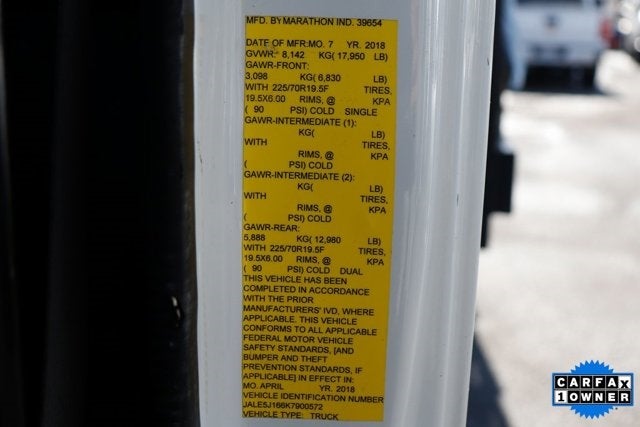 MFD. BY MARATHON IND. 39654
DATE OF MFR:MO. 7 YR. 2018
GVWR: 8,142 KG( 17,950 LB)
GAWR-FRONT:
3,098 KG( 6,830 LB)
WITH 225/70R19.5F TIRES,
19.5X6.00 RIMS, @ KPA
( 90 PSI) COLD SINGLE
GAWR-INTERMEDIATE (1):
KG( LB)
WITH TIRES,
RIMS, @ KPA
( PSI) COLD
GAWR-INTERMEDIATE (2):
KG( LB)
WITH TIRES,
RIMS, @ KPA
( PSI) COLD
GAWR-REAR:
5,888 KG( 12,980 LB)
WITH 225/70R19.5F TIRES,
19.5X6.00 RIMS, @ KPA
( 90 PSI) COLD DUAL
THIS VEHICLE HAS BEEN
COMPLETED IN ACCORDANCE
WITH THE PRIOR
MANUFACTURERS' IVD, WHERE
APPLICABLE. THIS VEHICLE
CONFORMS TO ALL APPLICABLE
FEDERAL MOTOR VEHICLE
SAFETY STANDARDS, [AND
BUMPER AND THEFT
PREVENTION STANDARDS, IF
APPLICABLE] IN EFFECT IN:
MO. APRIL YR. 2018
VEHICLE IDENTIFICATION NUMBER
JALE5J166K7900572
VEHICLE TYPE: TRUCK
CARFAX
1 OWNER